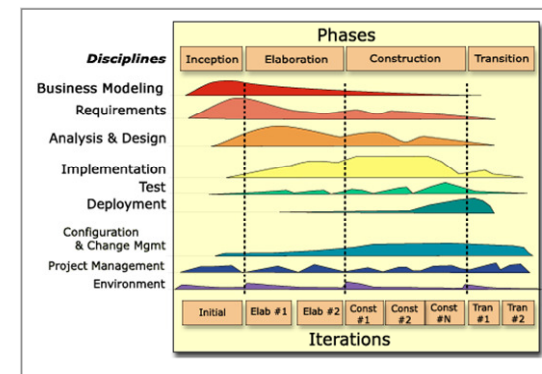 Phases
Disciplines
Inception
Elaboration
Construction
Transition
Business Modeling
Requirements
Analysis & Design
Implementation
Test
Deployment
Configuration
& Change Mgmt
Project Management
Environment
Initial
Elab #1
Elab #2
Const
#1
Const
#2
Const
#N
Tran
#1
Tran
#2
Iterations